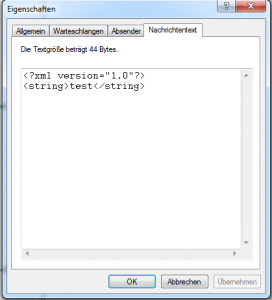 Eigenschaften
Allgemein Warteschlangen Absender Nachrichtentext
Die Textgröße beträgt 44 Bytes.
<?xml version="1.0"?>
<string>test</string>
OK Abbrechen Übernehmen